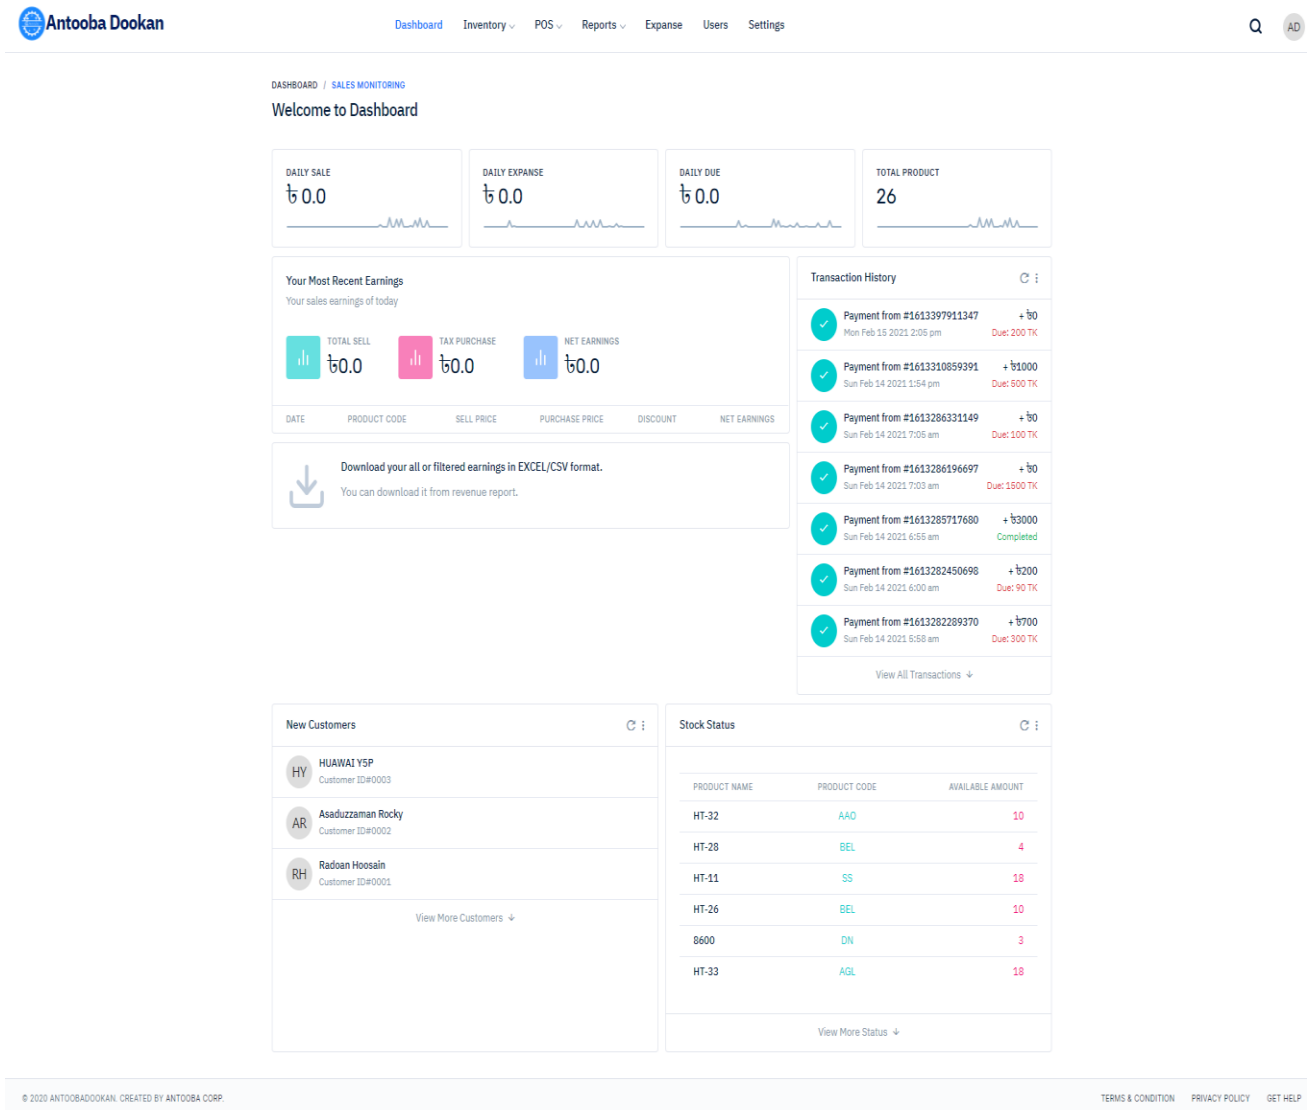 Antooba Dookan
Dashboard Inventory POS Reports Expanse Users Settings
AD
DASHBOARD / SALES MONITORING
Welcome to Dashboard
DAILY SALE
৳ 0.0
DAILY EXPANSE
৳ 0.0
DAILY DUE
৳ 0.0
TOTAL PRODUCT
26
Your Most Recent Earnings
Your sales earnings of today
TOTAL SELL
৳0.0
TAX PURCHASE
৳0.0
NET EARNINGS
৳0.0
DATE PRODUCT CODE SELL PRICE PURCHASE PRICE DISCOUNT NET EARNINGS
Download your all or filtered earnings in EXCEL/CSV format.
You can download it from revenue report.
Transaction History
Payment from #1613397911347 + ৳0
Mon Feb 15 2021 2:05 pm Due: 200 TK
Payment from #1613310859391 + ৳1000
Sun Feb 14 2021 1:54 pm Due: 500 TK
Payment from #1613286331149 + ৳0
Sun Feb 14 2021 7:05 am Due: 100 TK
Payment from #1613286196697 + ৳0
Sun Feb 14 2021 7:03 am Due: 1500 TK
Payment from #1613285717680 + ৳3000
Sun Feb 14 2021 6:55 am Completed
Payment from #1613282450698 + ৳200
Sun Feb 14 2021 6:00 am Due: 90 TK
Payment from #1613282289370 + ৳700
Sun Feb 14 2021 5:58 am Due: 300 TK
View All Transactions ↓
New Customers
HY
HUAWAI Y5P
Customer ID#0003
AR
Asaduzzaman Rocky
Customer ID#0002
RH
Radoan Hoosain
Customer ID#0001
View More Customers ↓
Stock Status
PRODUCT NAME PRODUCT CODE AVAILABLE AMOUNT
HT-32 AAO 10
HT-28 BEL 4
HT-11 SS 18
HT-26 BEL 10
8600 DN 3
HT-33 AGL 18
View More Status ↓
© 2020 ANTOOBADOOKAN. CREATED BY ANTOOBA CORP.
TERMS & CONDITION PRIVACY POLICY GET HELP